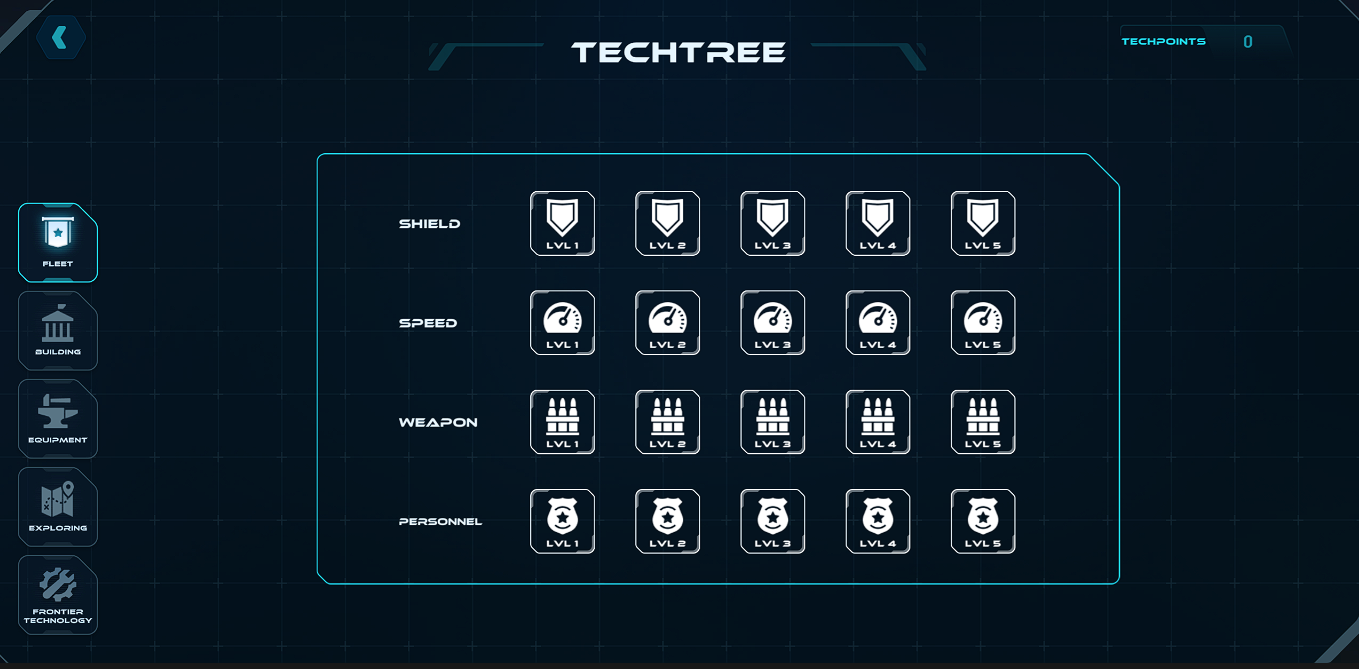 TECHTREE
TECHPOINTS 0
FLEET
BUILDING
EQUIPMENT
EXPLORING
FRONTIER
TECHNOLOGY
SHIELD
LVL 1 LVL 2 LVL 3 LVL 4 LVL 5
SPEED
LVL 1 LVL 2 LVL 3 LVL 4 LVL 5
WEAPON
LVL 1 LVL 2 LVL 3 LVL 4 LVL 5
PERSONNEL
LVL 1 LVL 2 LVL 3 LVL 4 LVL 5